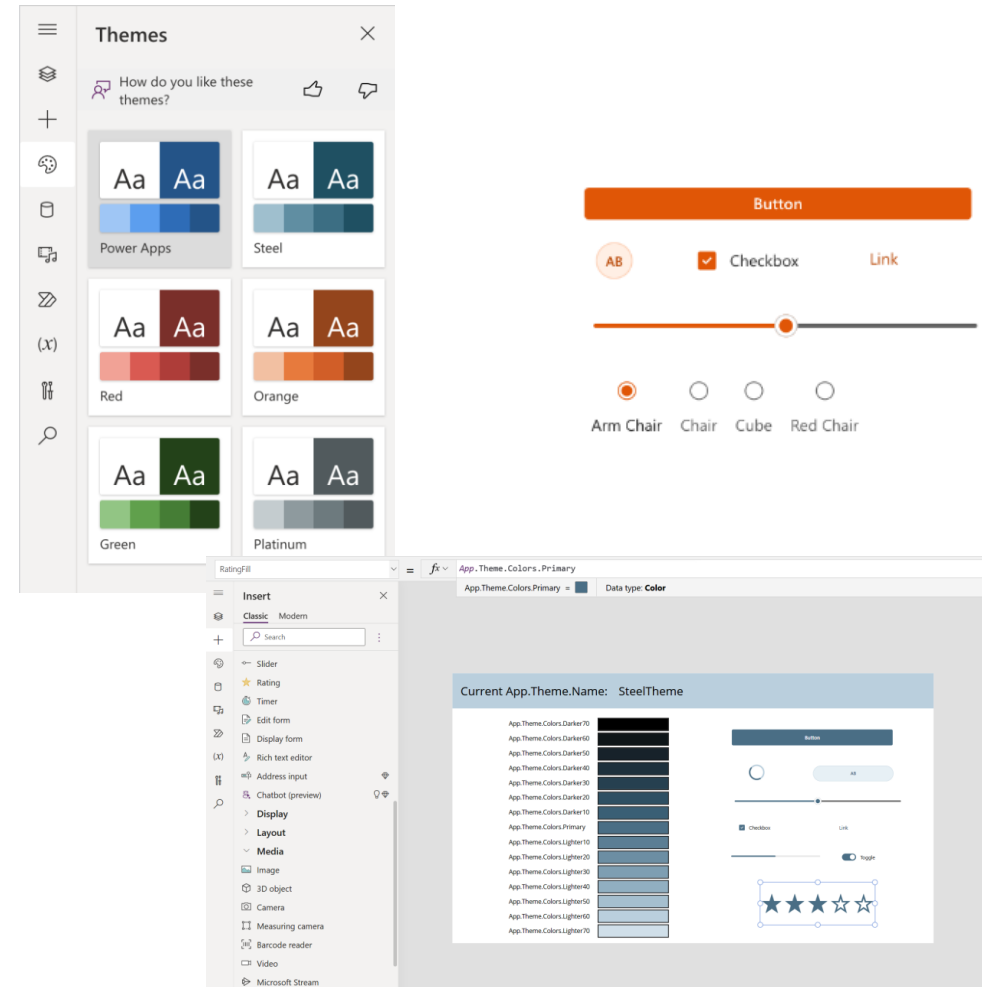 Themes
How do you like these
themes?
Aa Aa
Power Apps
Aa Aa
Steel
Aa Aa
Red
Aa Aa
Orange
Aa Aa
Green
Aa Aa
Platinum
(x)
Button
AB
Checkbox
Link
Arm Chair
Chair
Cube
Red Chair
RatingFill
=
fx
App.Theme.Colors.Primary
App.Theme.Colors.Primary =
Data type: Color
Insert
Classic
Modern
Search
Slider
Rating
Timer
Edit form
Display form
Rich text editor
Address input
Chatbot (preview)
Display
Layout
Media
Image
3D object
Camera
Measuring camera
Barcode reader
Video
Microsoft Stream
(x)
Current App.Theme.Name: SteelTheme
App.Theme.Colors.Darker70
App.Theme.Colors.Darker60
App.Theme.Colors.Darker50
App.Theme.Colors.Darker40
App.Theme.Colors.Darker30
App.Theme.Colors.Darker20
App.Theme.Colors.Darker10
App.Theme.Colors.Primary
App.Theme.Colors.Lighter10
App.Theme.Colors.Lighter20
App.Theme.Colors.Lighter30
App.Theme.Colors.Lighter40
App.Theme.Colors.Lighter50
App.Theme.Colors.Lighter60
App.Theme.Colors.Lighter70
Button
AB
Checkbox
Link
Toggle